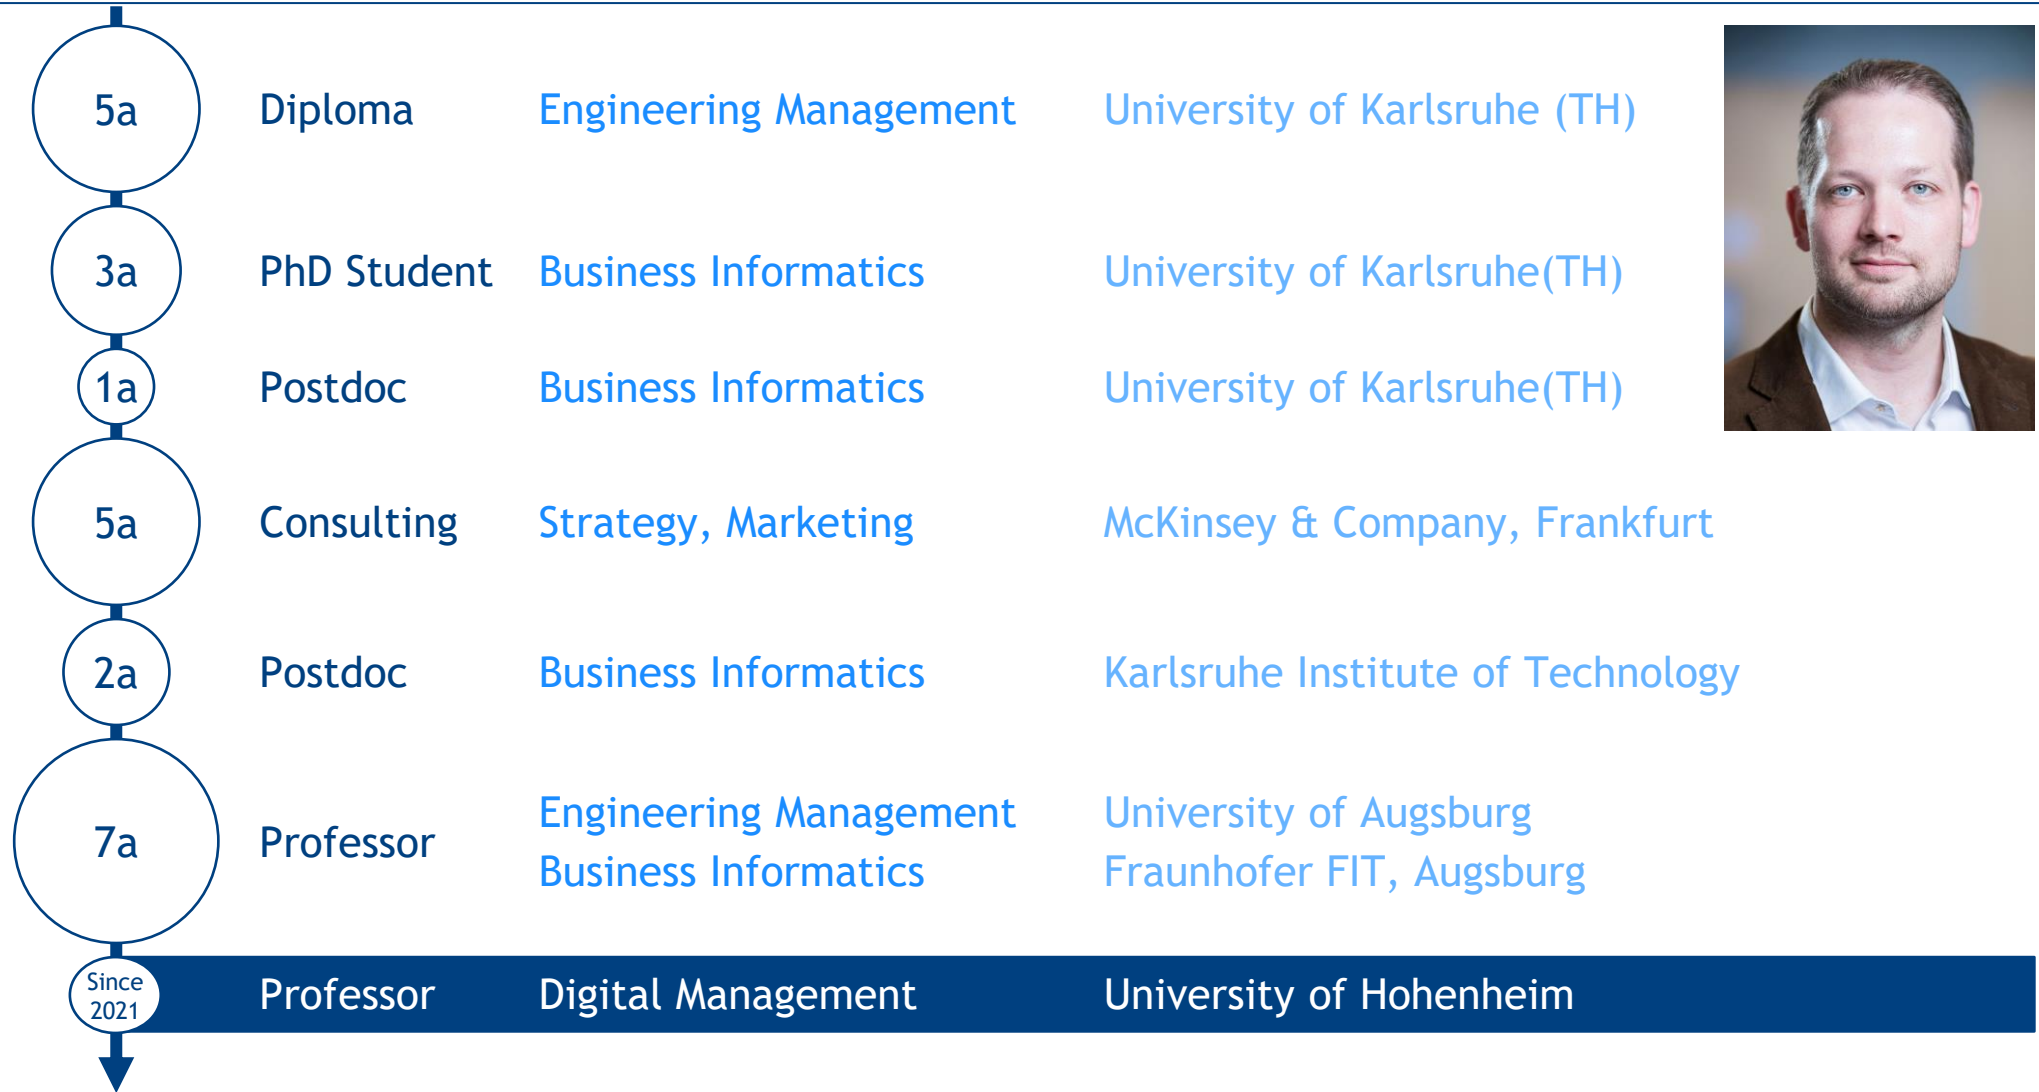 5a Diploma Engineering Management University of Karlsruhe (TH)
3a PhD Student Business Informatics University of Karlsruhe(TH)
1a Postdoc Business Informatics University of Karlsruhe(TH)
5a Consulting Strategy, Marketing McKinsey & Company, Frankfurt
2a Postdoc Business Informatics Karlsruhe Institute of Technology
7a Professor
Engineering Management University of Augsburg
Business Informatics Fraunhofer FIT, Augsburg
Since
2021
Professor Digital Management University of Hohenheim